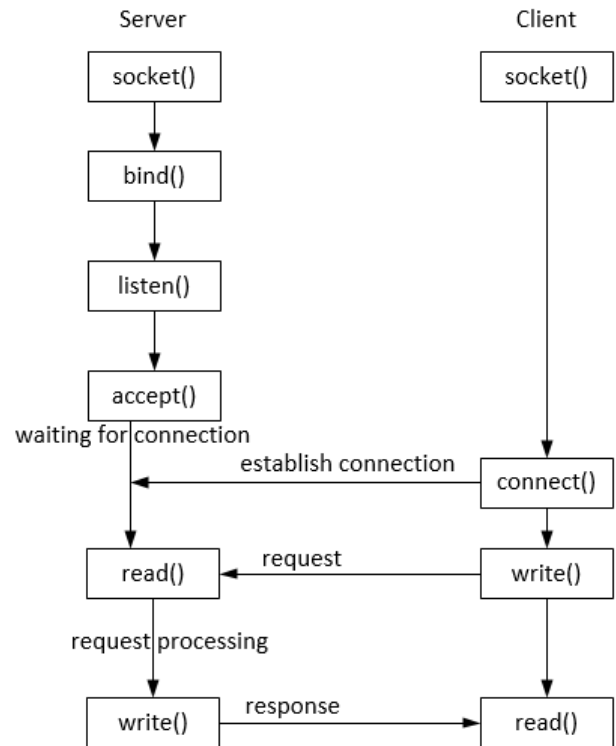 Server Client
socket() socket()
bind()
listen()
accept()
waiting for connection
establish connection
connect()
read() request write()
request processing
write() response read()